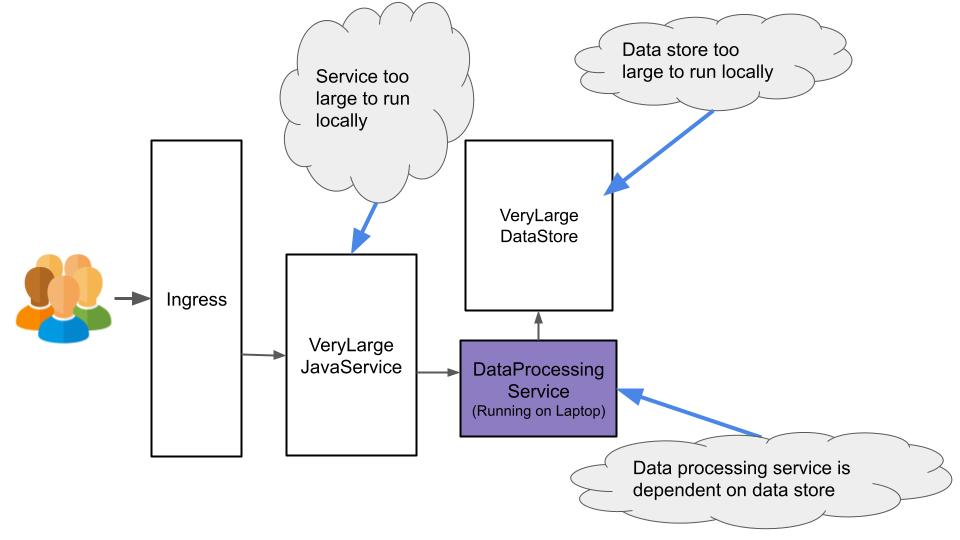 Service too
large to run
locally
Data store too
large to run locally
Ingress
VeryLarge
JavaService
VeryLarge
DataStore
DataProcessing
Service
(Running on Laptop)
Data processing service is
dependent on data store